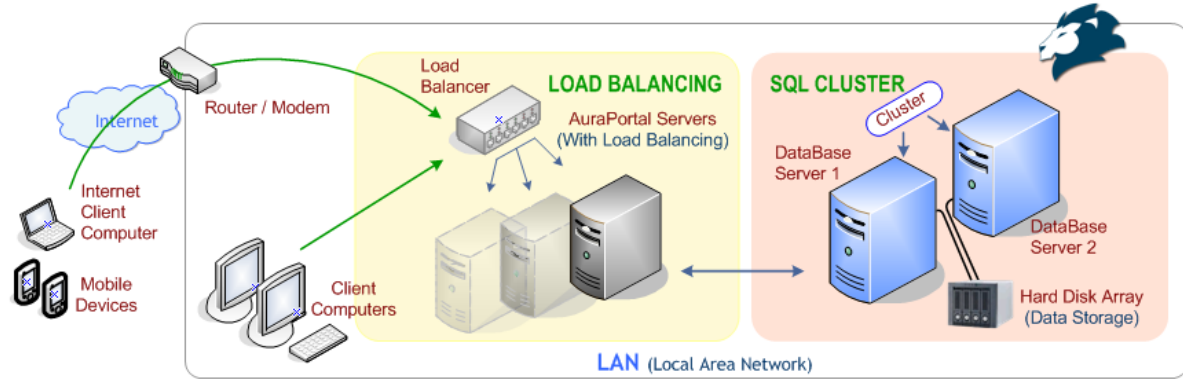 Internet
Router / Modem
Internet
Client
Computer
Mobile
Devices
Client
Computers
Load
Balancer
LOAD BALANCING
AuraPortal Servers
(With Load Balancing)
SQL CLUSTER
Cluster
DataBase
Server 1
DataBase
Server 2
Hard Disk Array
(Data Storage)
LAN (Local Area Network)